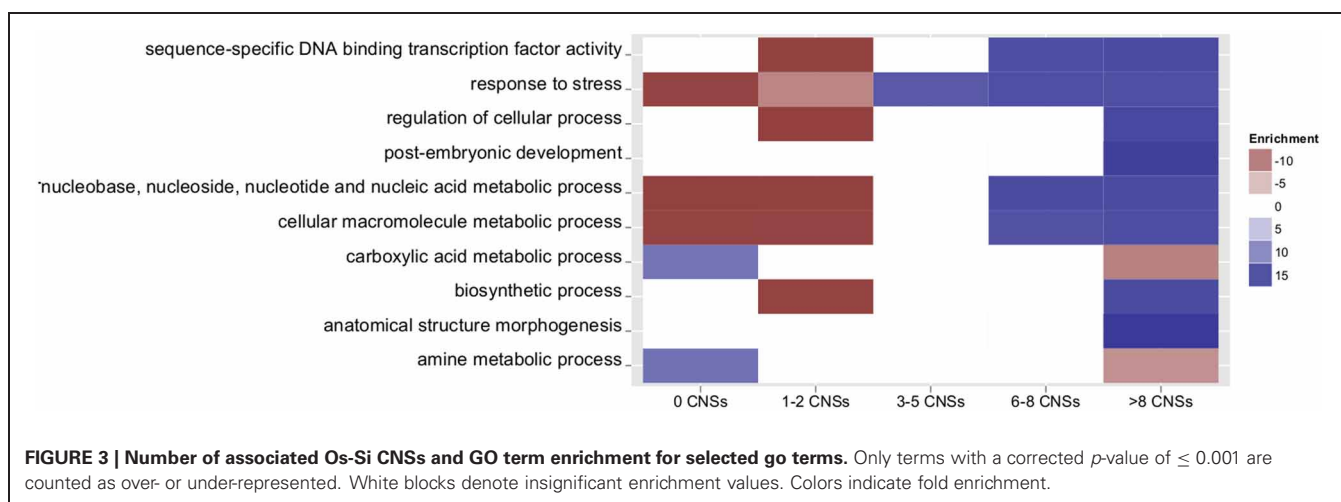 sequence-specific DNA binding transcription factor activity
response to stress
regulation of cellular process
post-embryonic development
nucleobase, nucleoside, nucleotide and nucleic acid metabolic process
cellular macromolecule metabolic process
carboxylic acid metabolic process
biosynthetic process
anatomical structure morphogenesis
amine metabolic process
0 CNSs 1-2 CNSs 3-5 CNSs 6-8 CNSs >8 CNSs
Enrichment
-10
-5
0
5
10
15
FIGURE 3 | Number of associated Os-Si CNSs and GO term enrichment for selected go terms. Only terms with a corrected p-value of ≤ 0.001 are
counted as over- or under-represented. White blocks denote insignificant enrichment values. Colors indicate fold enrichment.